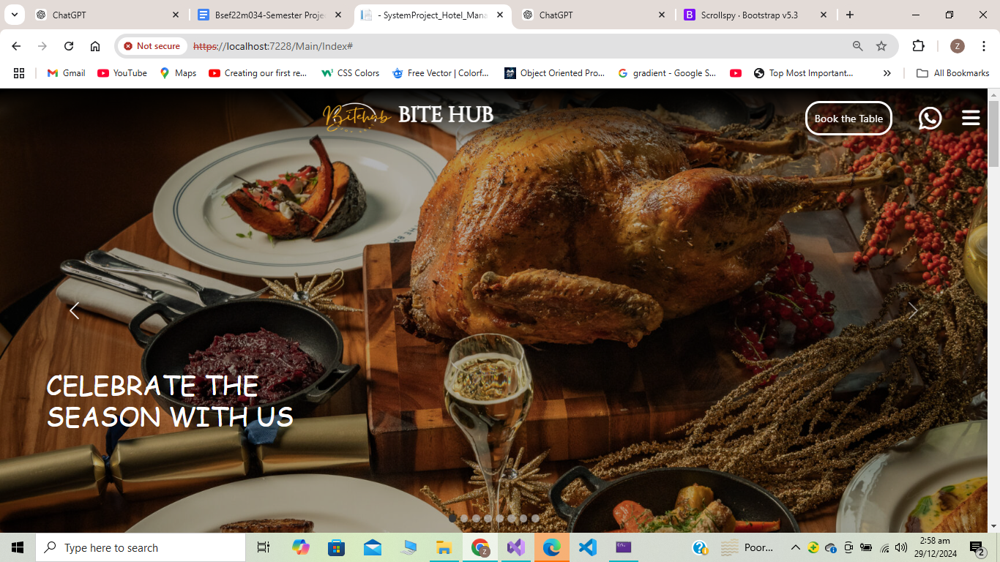 ChatGPT
Bsef22m034-Semester Proje
- SystemProject_Hotel_Mana
ChatGPT
Scrollspy · Bootstrap v5.3
Not secure
https://localhost:7228/Main/Index#
Gmail
YouTube
Maps
Creating our first re...
CSS Colors
Free Vector | Colorf...
Object Oriented Pro...
gradient - Google S...
Top Most Important...
All Bookmarks
Bitehub
BITE HUB
Book the Table
CELEBRATE THE
SEASON WITH US
Type here to search
Poor...
2:58 am
29/12/2024
2